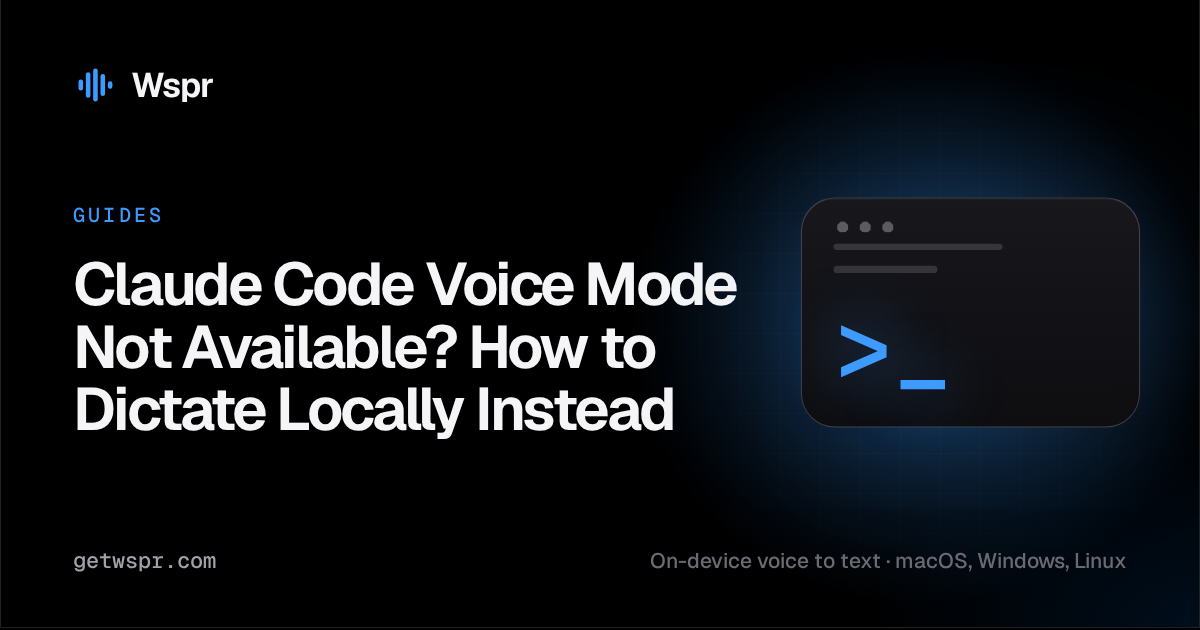 Wspr
GUIDES
Claude Code Voice Mode
Not Available? How to
Dictate Locally Instead
>_
getwspr.com
On-device voice to text · macOS, Windows, Linux